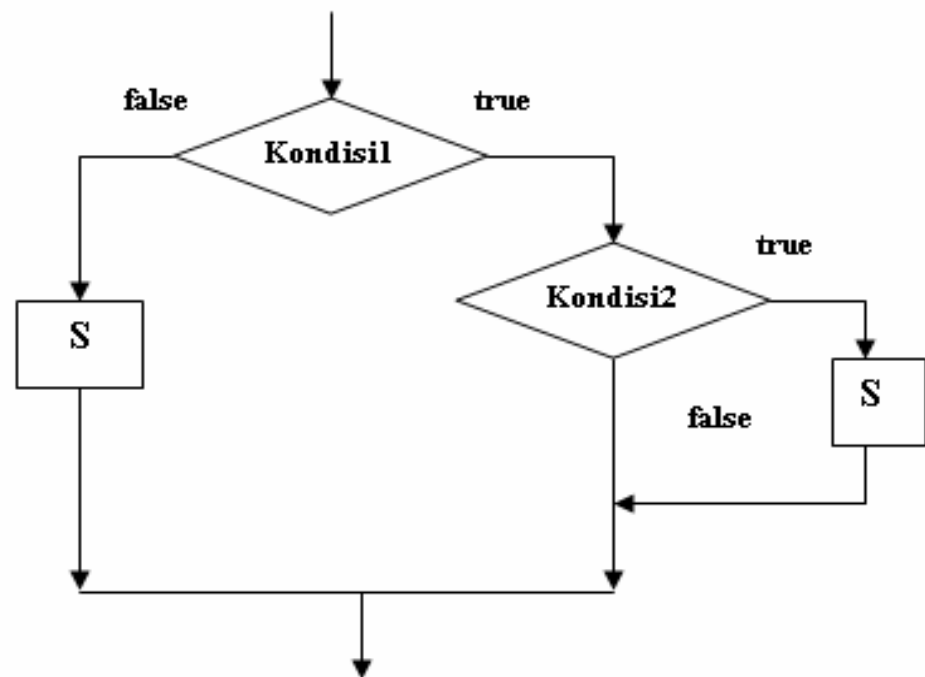 false
true
Kondisi1
true
Kondisi2
S
S
false